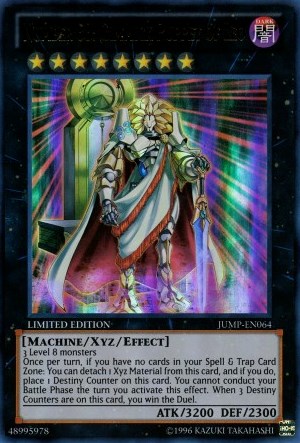 DARK
闇
LIMITED EDITION
JUMP-EN064
[Machine/Xyz/Effect]
3 Level 8 monsters
Once per turn, if you have no cards in your Spell & Trap Card
Zone: You can detach 1 Xyz Material from this card, and if you do,
place 1 Destiny Counter on this card. You cannot conduct your
Battle Phase the turn you activate this effect. When 3 Destiny
Counters are on this card, you win the Duel.
ATK/3200 DEF/2300
48995978
©1996 KAZUKI TAKAHASHI